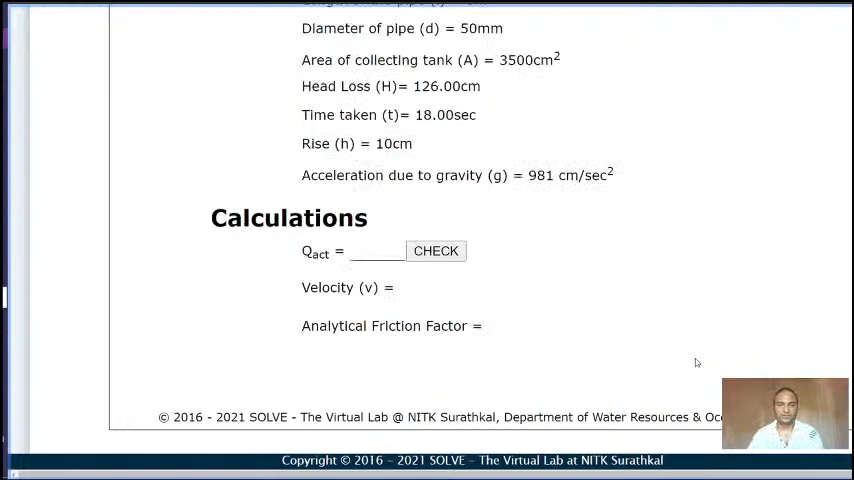 Diameter of pipe (d) = 50mm
Area of collecting tank (A) = 3500cm²
Head Loss (H)= 126.00cm
Time taken (t)= 18.00sec
Rise (h) = 10cm
Acceleration due to gravity (g) = 981 cm/sec²
Calculations
Qact = ______ CHECK
Velocity (v) =
Analytical Friction Factor =
© 2016 - 2021 SOLVE - The Virtual Lab @ NITK Surathkal, Department of Water Resources &
Copyright © 2016 – 2021 SOLVE – The Virtual Lab at NITK Surathkal